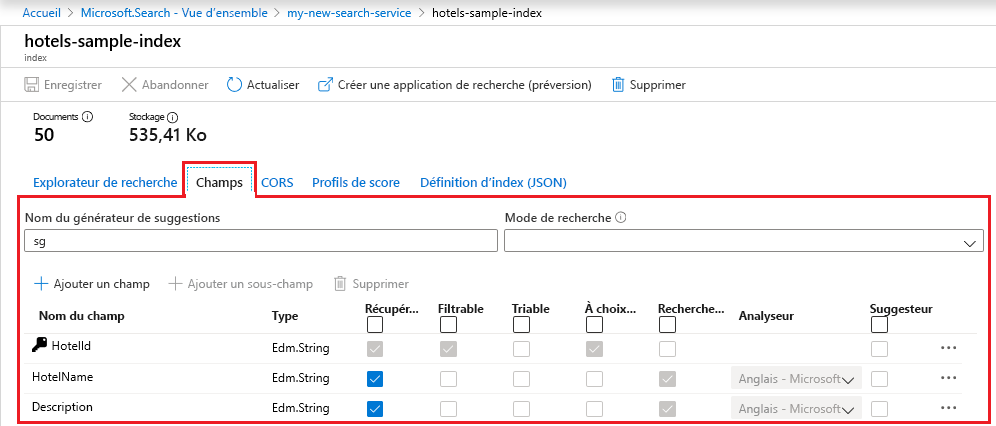 Accueil > Microsoft.Search - Vue d'ensemble > my-new-search-service > hotels-sample-index
hotels-sample-index
index
Enregistrer Abandonner Actualiser Créer une application de recherche (préversion) Supprimer
Documents Stockage
50 535,41 Ko
Explorateur de recherche Champs CORS Profils de score Définition d'index (JSON)
Nom du générateur de suggestions Mode de recherche
sg
Ajouter un champ Ajouter un sous-champ Supprimer
Nom du champ Type Récupér... Filtrable Triable À choix... Recherche... Analyseur Suggesteur
HotelId Edm.String
HotelName Edm.String Anglais - Microsoft
Description Edm.String Anglais - Microsoft